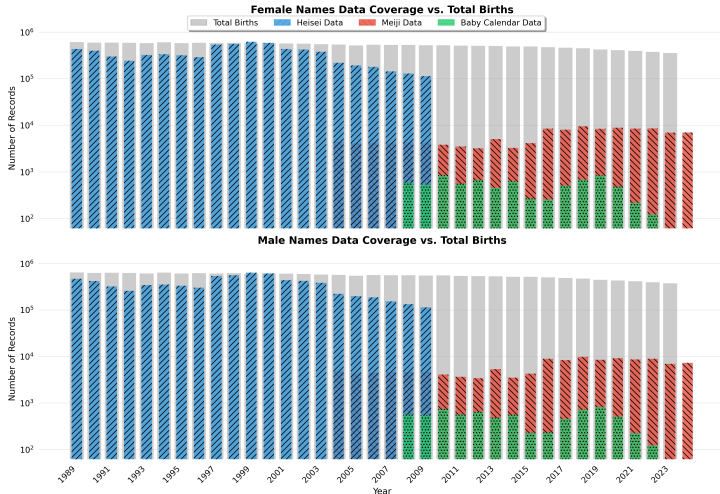 Female Names Data Coverage vs. Total Births
Total Births Heisei Data Meiji Data Baby Calendar Data
Number of Records
10⁶
10⁵
10⁴
10³
10²
Male Names Data Coverage vs. Total Births
Number of Records
10⁶
10⁵
10⁴
10³
10²
1989 1991 1993 1995 1997 1999 2001 2003 2005 2007 2009 2011 2013 2015 2017 2019 2021 2023
Year